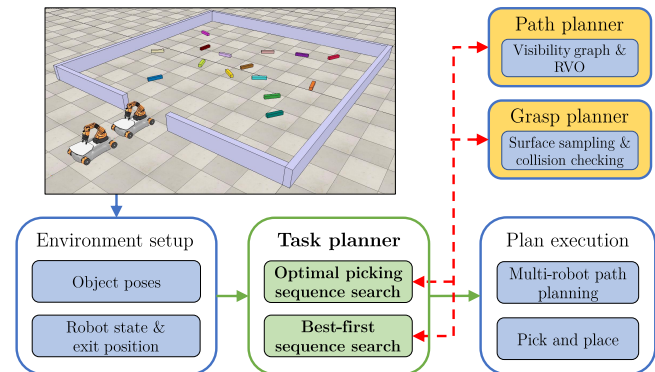 Path planner
Visibility graph &
RVO
Grasp planner
Surface sampling &
collision checking
Environment setup
Object poses
Robot state &
exit position
Task planner
Optimal picking
sequence search
Best-first
sequence search
Plan execution
Multi-robot path
planning
Pick and place